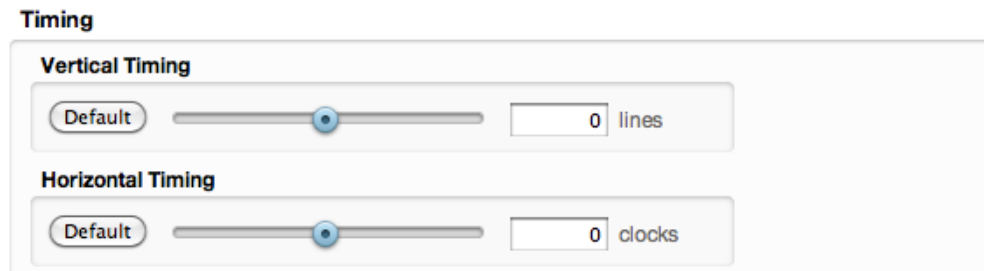 Timing
Vertical Timing
Default 0 lines
Horizontal Timing
Default 0 clocks